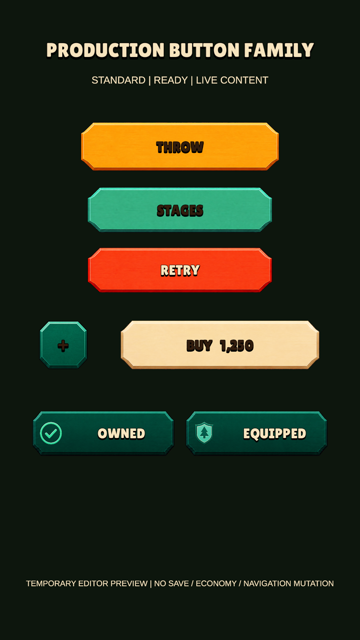 PRODUCTION BUTTON FAMILY
STANDARD | READY | LIVE CONTENT
THROW
STAGES
RETRY
+
BUY 1,250
OWNED
EQUIPPED
TEMPORARY EDITOR PREVIEW | NO SAVE / ECONOMY / NAVIGATION MUTATION